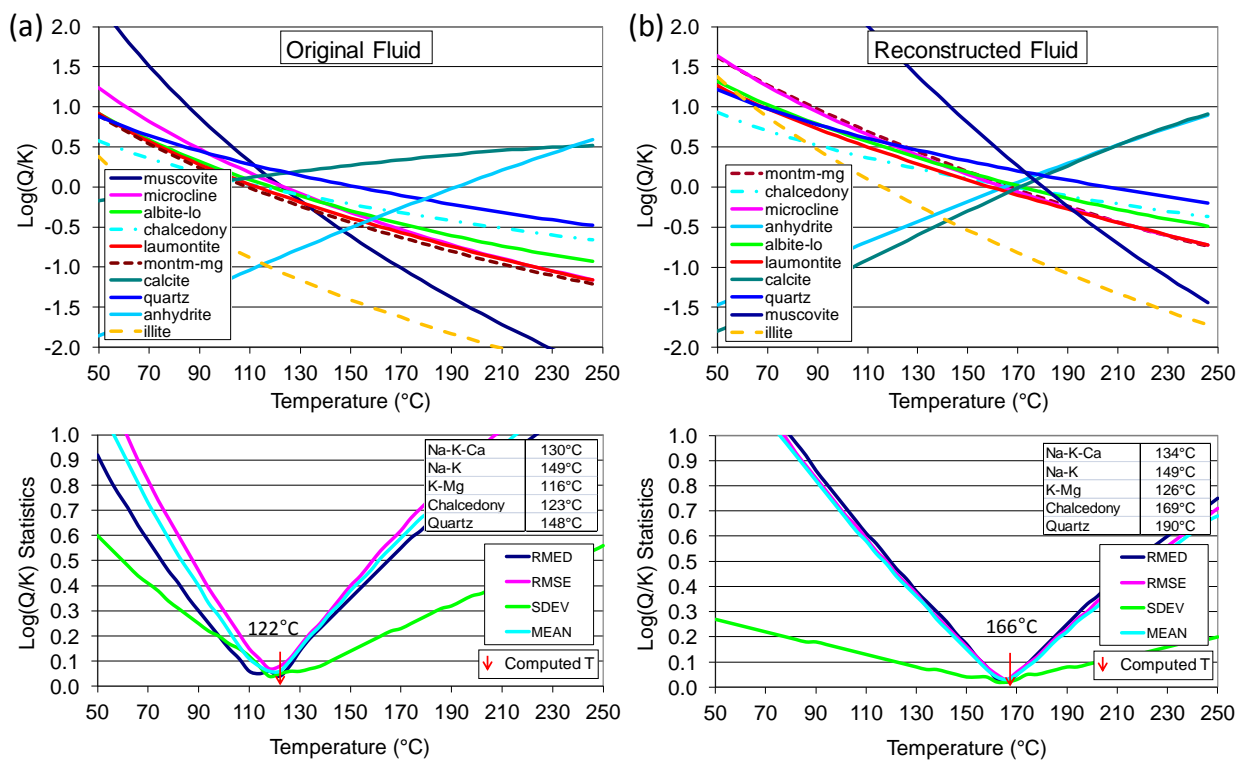 (a)
Original Fluid
Log(Q/K)
2.0
1.5
1.0
0.5
0.0
-0.5
-1.0
-1.5
-2.0
muscovite
microcline
albite-lo
chalcedony
laumontite
montm-mg
calcite
quartz
anhydrite
illite
50 70 90 110 130 150 170 190 210 230 250
Temperature (°C)
(b)
Reconstructed Fluid
Log(Q/K)
2.0
1.5
1.0
0.5
0.0
-0.5
-1.0
-1.5
-2.0
montm-mg
chalcedony
microcline
anhydrite
albite-lo
laumontite
calcite
quartz
muscovite
illite
50 70 90 110 130 150 170 190 210 230 250
Temperature (°C)
Log(Q/K) Statistics
1.0
0.9
0.8
0.7
0.6
0.5
0.4
0.3
0.2
0.1
0.0
Na-K-Ca 130°C
Na-K 149°C
K-Mg 116°C
Chalcedony 123°C
Quartz 148°C
RMED
RMSE
SDEV
MEAN
122°C
Computed T
50 70 90 110 130 150 170 190 210 230 250
Temperature (°C)
Log(Q/K) Statistics
1.0
0.9
0.8
0.7
0.6
0.5
0.4
0.3
0.2
0.1
0.0
Na-K-Ca 134°C
Na-K 149°C
K-Mg 126°C
Chalcedony 169°C
Quartz 190°C
RMED
RMSE
SDEV
MEAN
166°C
Computed T
50 70 90 110 130 150 170 190 210 230 250
Temperature (°C)